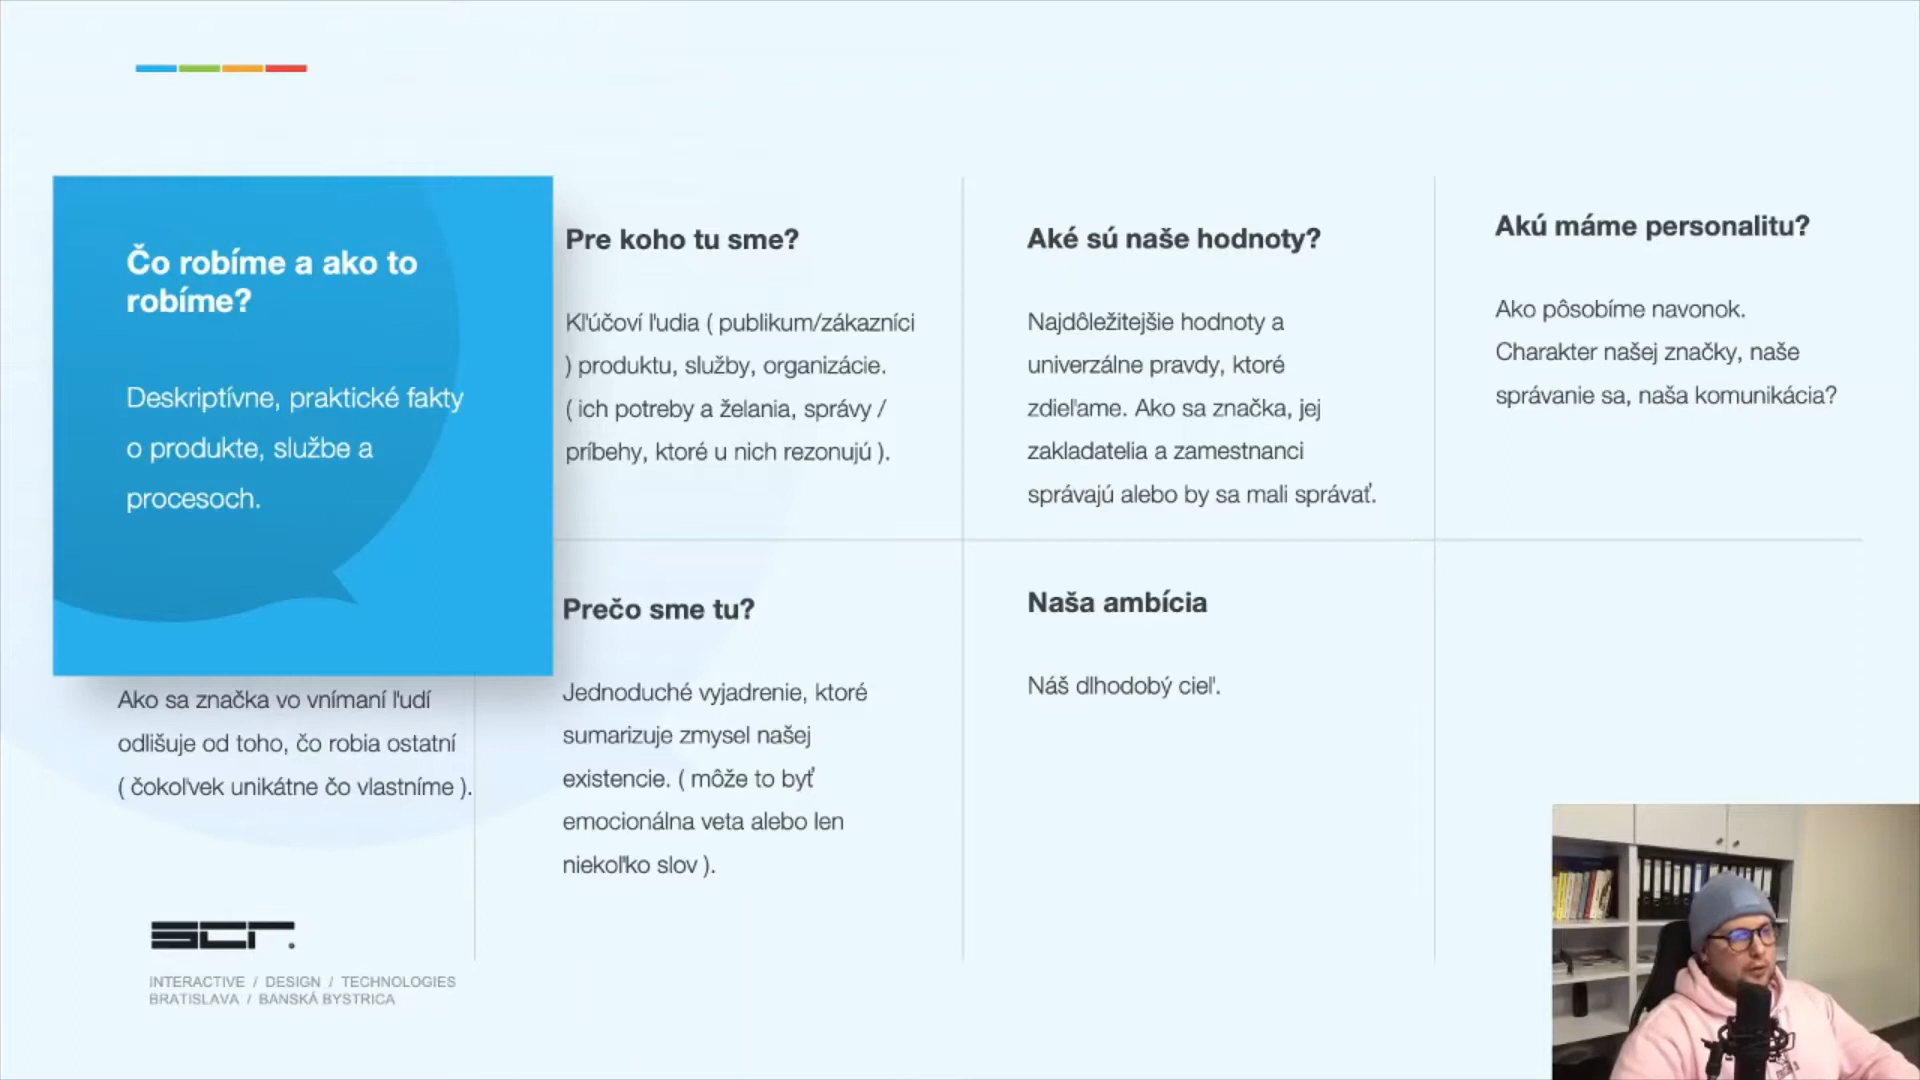 Čo robíme a ako to
robíme?
Deskriptívne, praktické fakty
o produkte, službe a
procesoch.
Pre koho tu sme?
Kľúčoví ľudia ( publikum/zákazníci
) produktu, služby, organizácie.
( ich potreby a želania, správy /
príbehy, ktoré u nich rezonujú ).
Aké sú naše hodnoty?
Najdôležitejšie hodnoty a
univerzálne pravdy, ktoré
zdieľame. Ako sa značka, jej
zakladatelia a zamestnanci
správajú alebo by sa mali správať.
Akú máme personalitu?
Ako pôsobíme navonok.
Charakter našej značky, naše
správanie sa, naša komunikácia?
Ako sa značka vo vnímaní ľudí
odlišuje od toho, čo robia ostatní
( čokoľvek unikátne čo vlastníme ).
Prečo sme tu?
Jednoduché vyjadrenie, ktoré
sumarizuje zmysel našej
existencie. ( môže to byť
emocionálna veta alebo len
niekoľko slov ).
Naša ambícia
Náš dlhodobý cieľ.
scr.
INTERACTIVE / DESIGN / TECHNOLOGIES
BRATISLAVA / BANSKÁ BYSTRICA